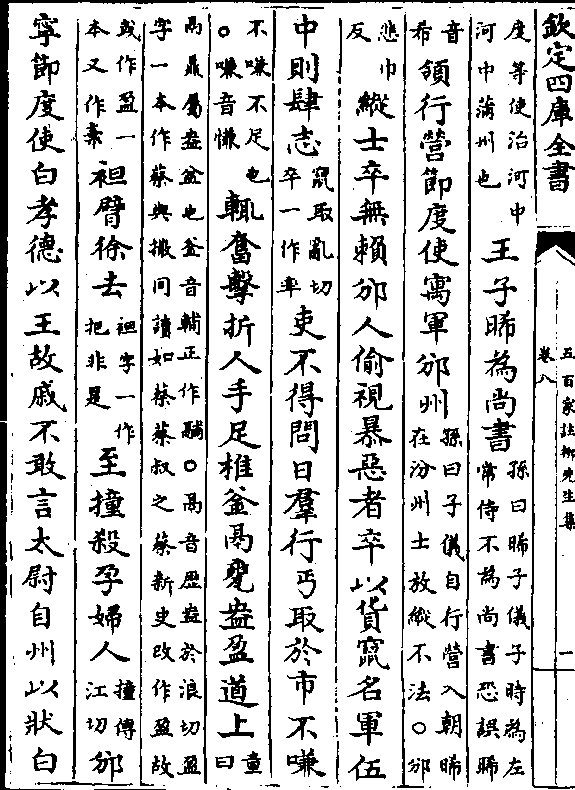 欽定四庫全書
五百家註柳先生集
卷八
一
度等使治河中
河中蒲州也
王子晞為尚書
孫曰晞子儀子時為左
常侍不為尚書恐誤晞
音
希
領行營節度使寓軍邠州
孫曰子儀自行營入朝晞
在汾州士放縱不法○邠
悲巾
反
縱士卒無賴邠人偷視暴惡者卒以貨竄名軍伍
中則肆志
竄取亂切
卒一作率
吏不得問日羣行丐取於市不嗛
不嗛不足也
○嗛音慊
輒奮擊折人手足椎釜鬲甕盎盈道上
童
曰
鬲鼎屬盎盆也釜音輔正作鬴○鬲音歷盎於浪切盈
字一本作蔡與㩇同讀如蔡蔡叔之蔡新史改作盈故
或作盈一
本又作素
袒臂徐去
袒字一作
把非是
至撞殺孕婦人
撞傳
江切
邠
寧節度使白孝德以王故戚不敢言太尉自州以狀白